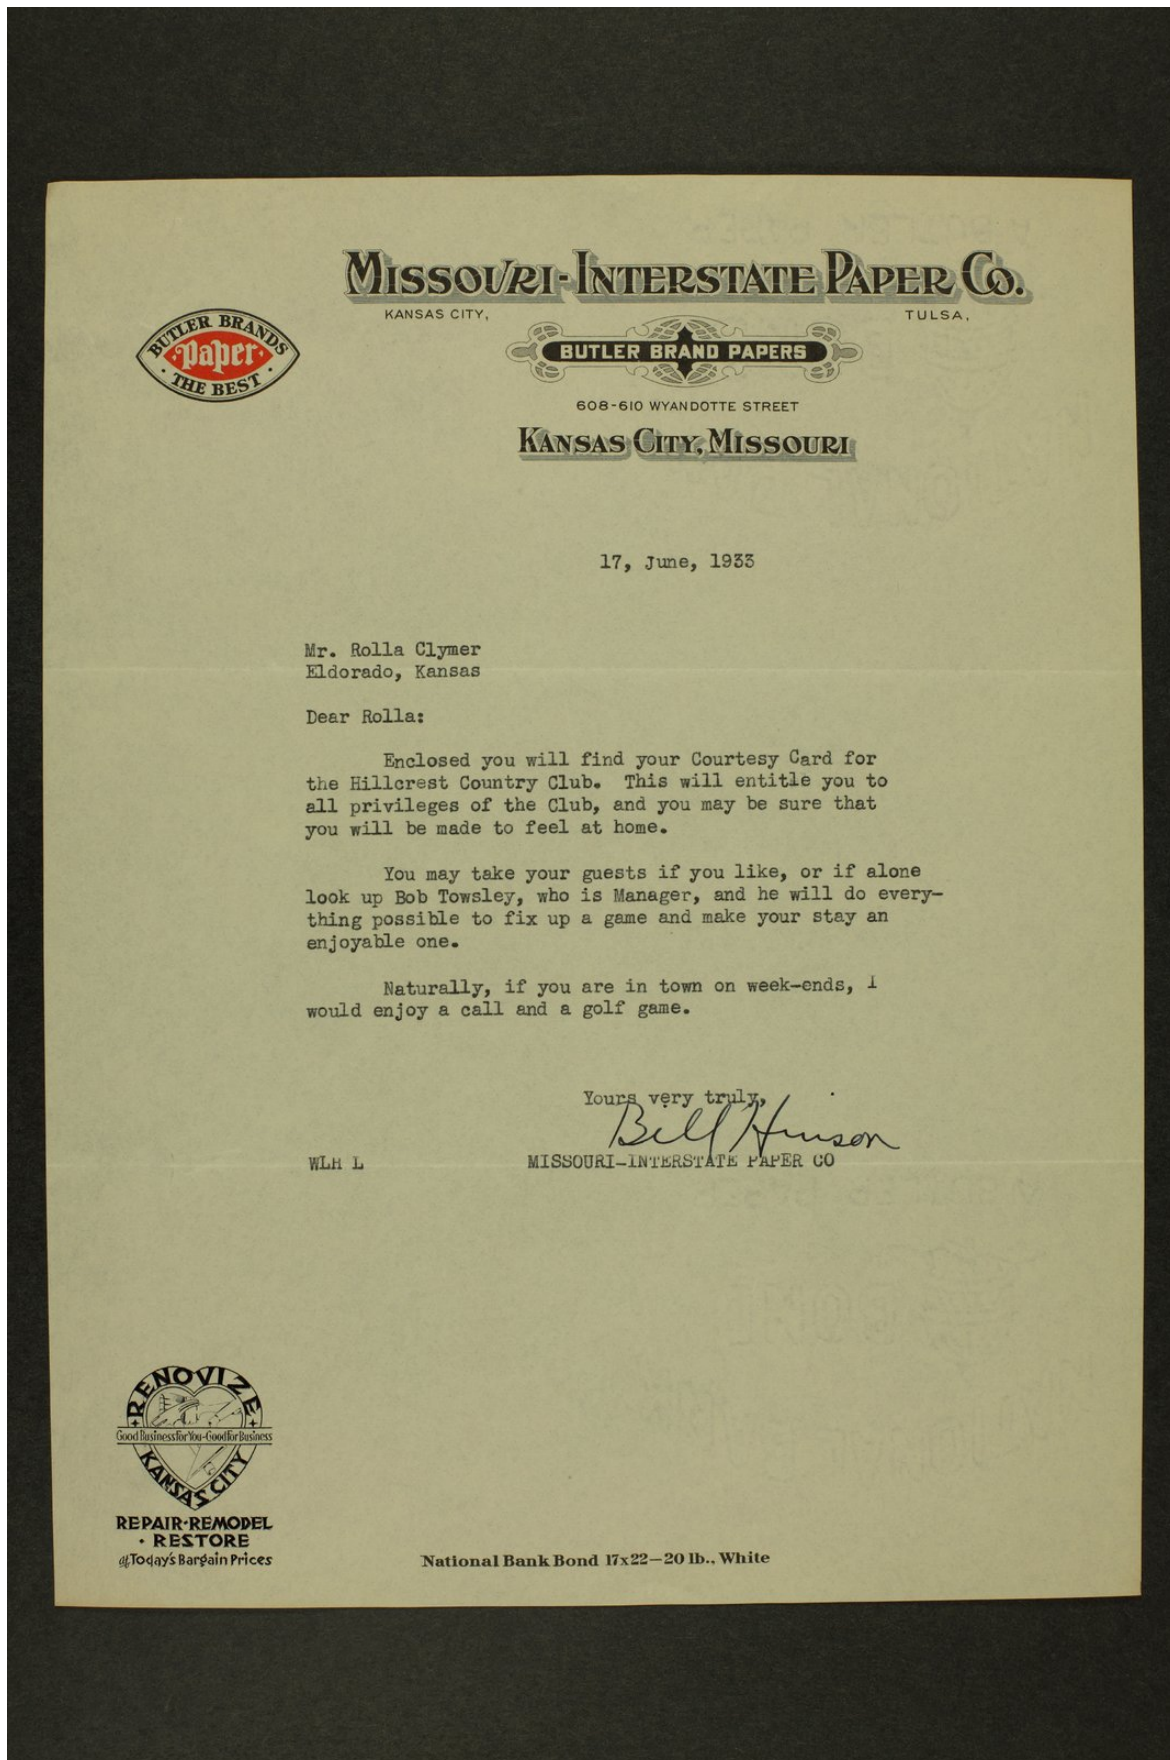 MISSOURI-INTERSTATE PAPER CO.
KANSAS CITY, TULSA,
BUTLER BRANDS
Paper
THE BEST
BUTLER BRAND PAPERS
608-610 WYANDOTTE STREET
KANSAS CITY, MISSOURI
17, June, 1933
Mr. Rolla Clymer
Eldorado, Kansas
Dear Rolla:
Enclosed you will find your Courtesy Card for
the Hillcrest Country Club. This will entitle you to
all privileges of the Club, and you may be sure that
you will be made to feel at home.
You may take your guests if you like, or if alone
look up Bob Towsley, who is Manager, and he will do every-
thing possible to fix up a game and make your stay an
enjoyable one.
Naturally, if you are in town on week-ends, I
would enjoy a call and a golf game.
Yours very truly,
Bill Hinson
WLH L MISSOURI-INTERSTATE PAPER CO
RENOVIZE
Good Business for You-Good for Business
KANSAS CITY
REPAIR·REMODEL
· RESTORE
at Today's Bargain Prices
National Bank Bond 17x22—20 lb., White